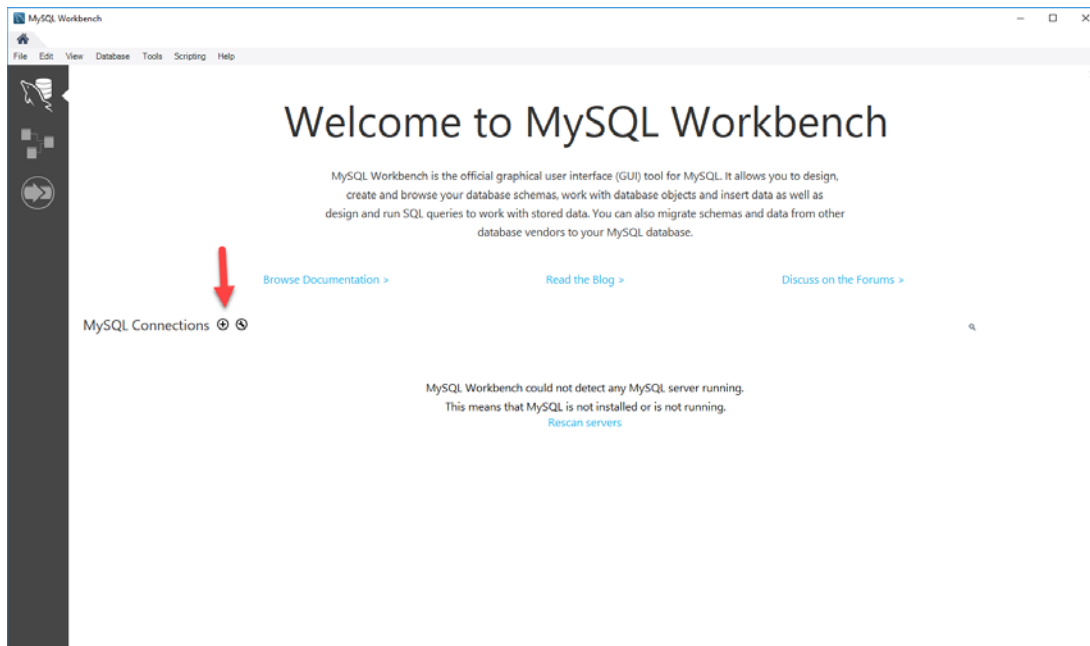 MySQL Workbench
File Edit View Database Tools Scripting Help
Welcome to MySQL Workbench
MySQL Workbench is the official graphical user interface (GUI) tool for MySQL. It allows you to design,
create and browse your database schemas, work with database objects and insert data as well as
design and run SQL queries to work with stored data. You can also migrate schemas and data from other
database vendors to your MySQL database.
Browse Documentation > Read the Blog > Discuss on the Forums >
MySQL Connections
MySQL Workbench could not detect any MySQL server running.
This means that MySQL is not installed or is not running.
Rescan servers